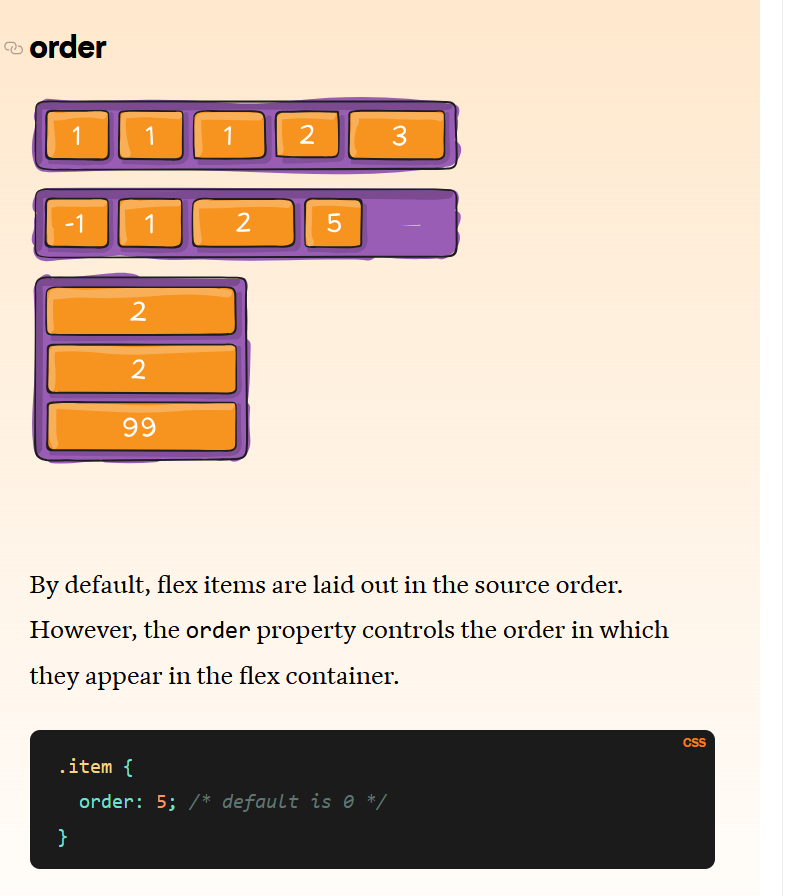 order
1 1 1 2 3
-1 1 2 5
2
2
99
By default, flex items are laid out in the source order.
However, the order property controls the order in which
they appear in the flex container.
CSS
.item {
  order: 5; /* default is 0 */
}